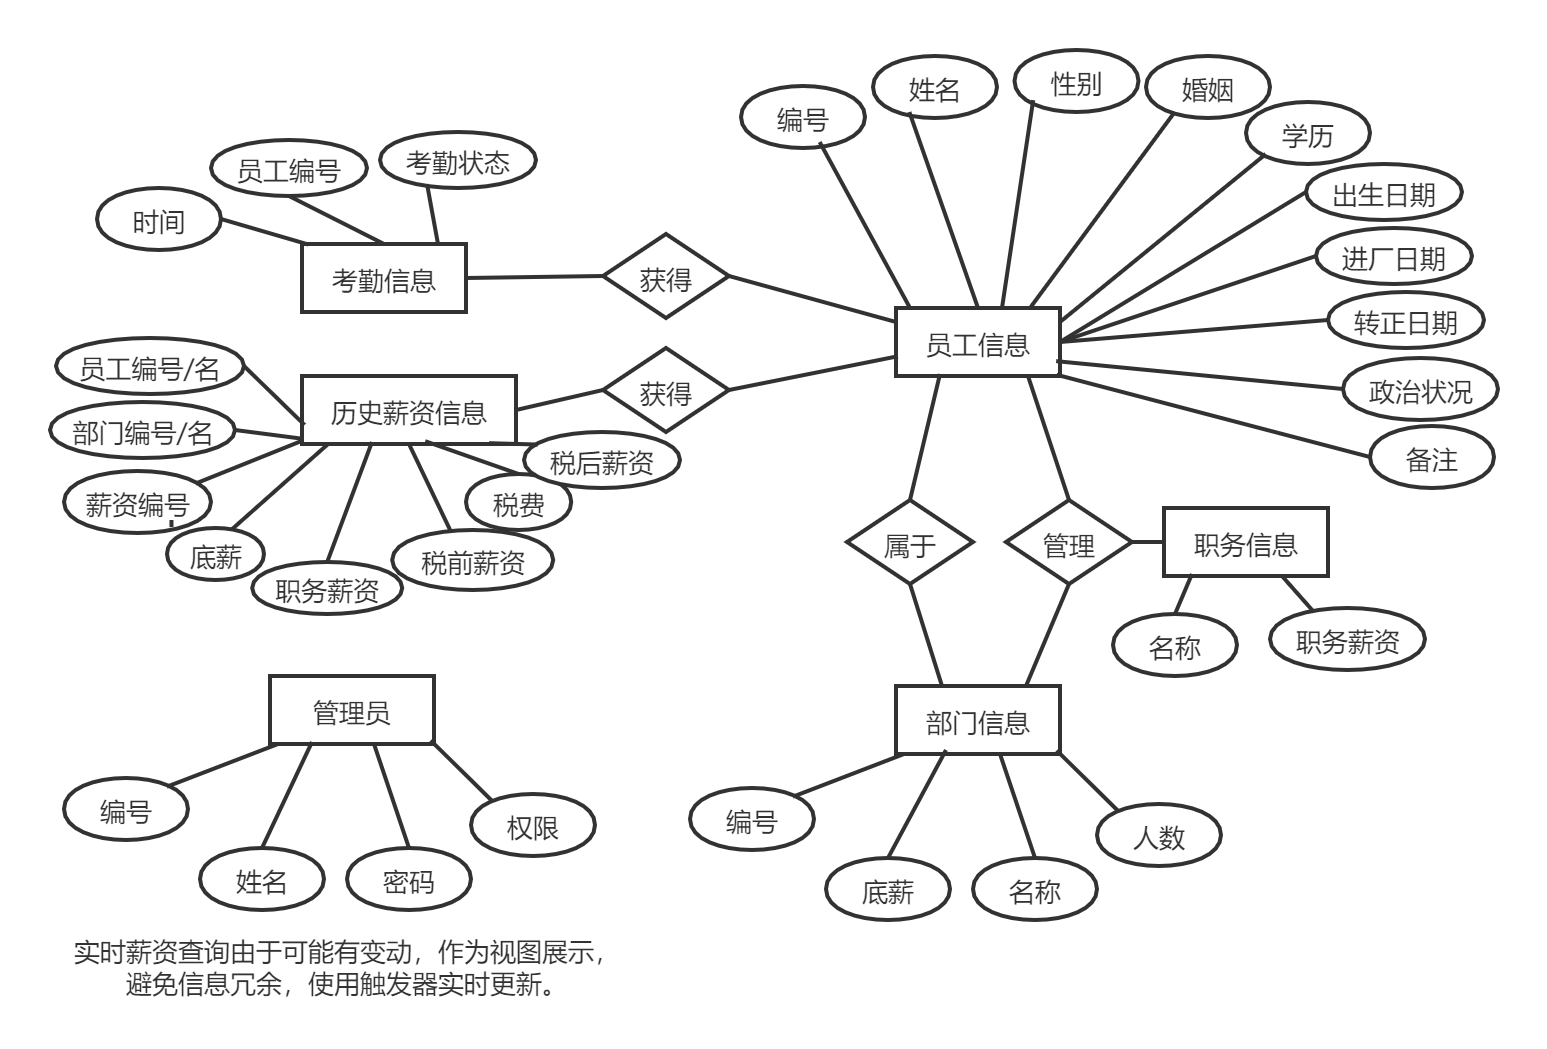 编号
姓名
性别
婚姻
学历
出生日期
进厂日期
转正日期
政治状况
备注
员工信息
时间
员工编号
考勤状态
考勤信息
获得
员工编号/名
部门编号/名
薪资编号
底薪
职务薪资
税前薪资
税费
税后薪资
历史薪资信息
获得
属于
管理
职务信息
名称
职务薪资
管理员
编号
姓名
密码
权限
部门信息
编号
底薪
名称
人数
实时薪资查询由于可能有变动，作为视图展示，
避免信息冗余，使用触发器实时更新。